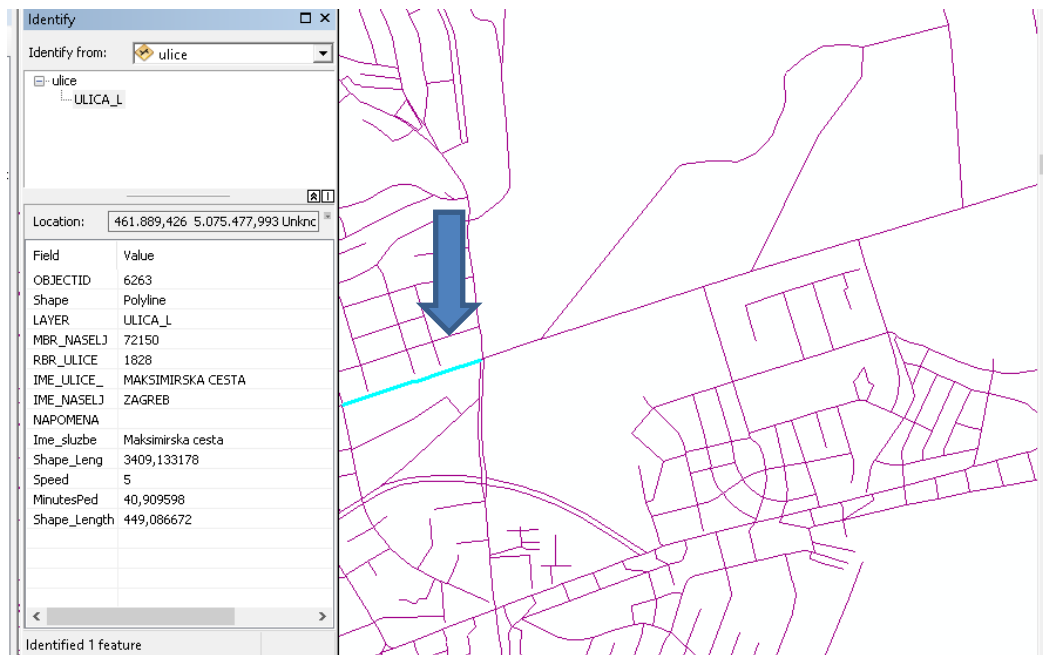 Identify
Identify from: ulice
ulice
ULICA_L
Location: 461.889,426 5.075.477,993 Unknc
Field Value
OBJECTID 6263
Shape Polyline
LAYER ULICA_L
MBR_NASELJ 72150
RBR_ULICE 1828
IME_ULICE_ MAKSIMIRSKA CESTA
IME_NASELJ ZAGREB
NAPOMENA
Ime_sluzbe Maksimirska cesta
Shape_Leng 3409,133178
Speed 5
MinutesPed 40,909598
Shape_Length 449,086672
Identified 1 feature